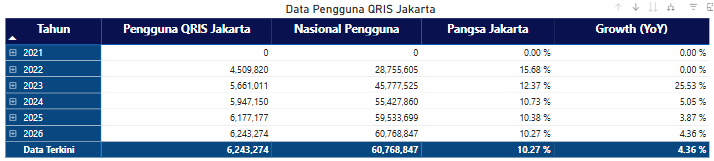 Data Pengguna QRIS Jakarta
Tahun Pengguna QRIS Jakarta Nasional Pengguna Pangsa Jakarta Growth (YoY)
2021 0 0 0.00 % 0.00 %
2022 4,509,820 28,755,605 15.68 % 0.00 %
2023 5,661,011 45,777,525 12.37 % 25.53 %
2024 5,947,150 55,427,860 10.73 % 5.05 %
2025 6,177,177 59,533,699 10.38 % 3.87 %
2026 6,243,274 60,768,847 10.27 % 4.36 %
Data Terkini 6,243,274 60,768,847 10.27 % 4.36 %